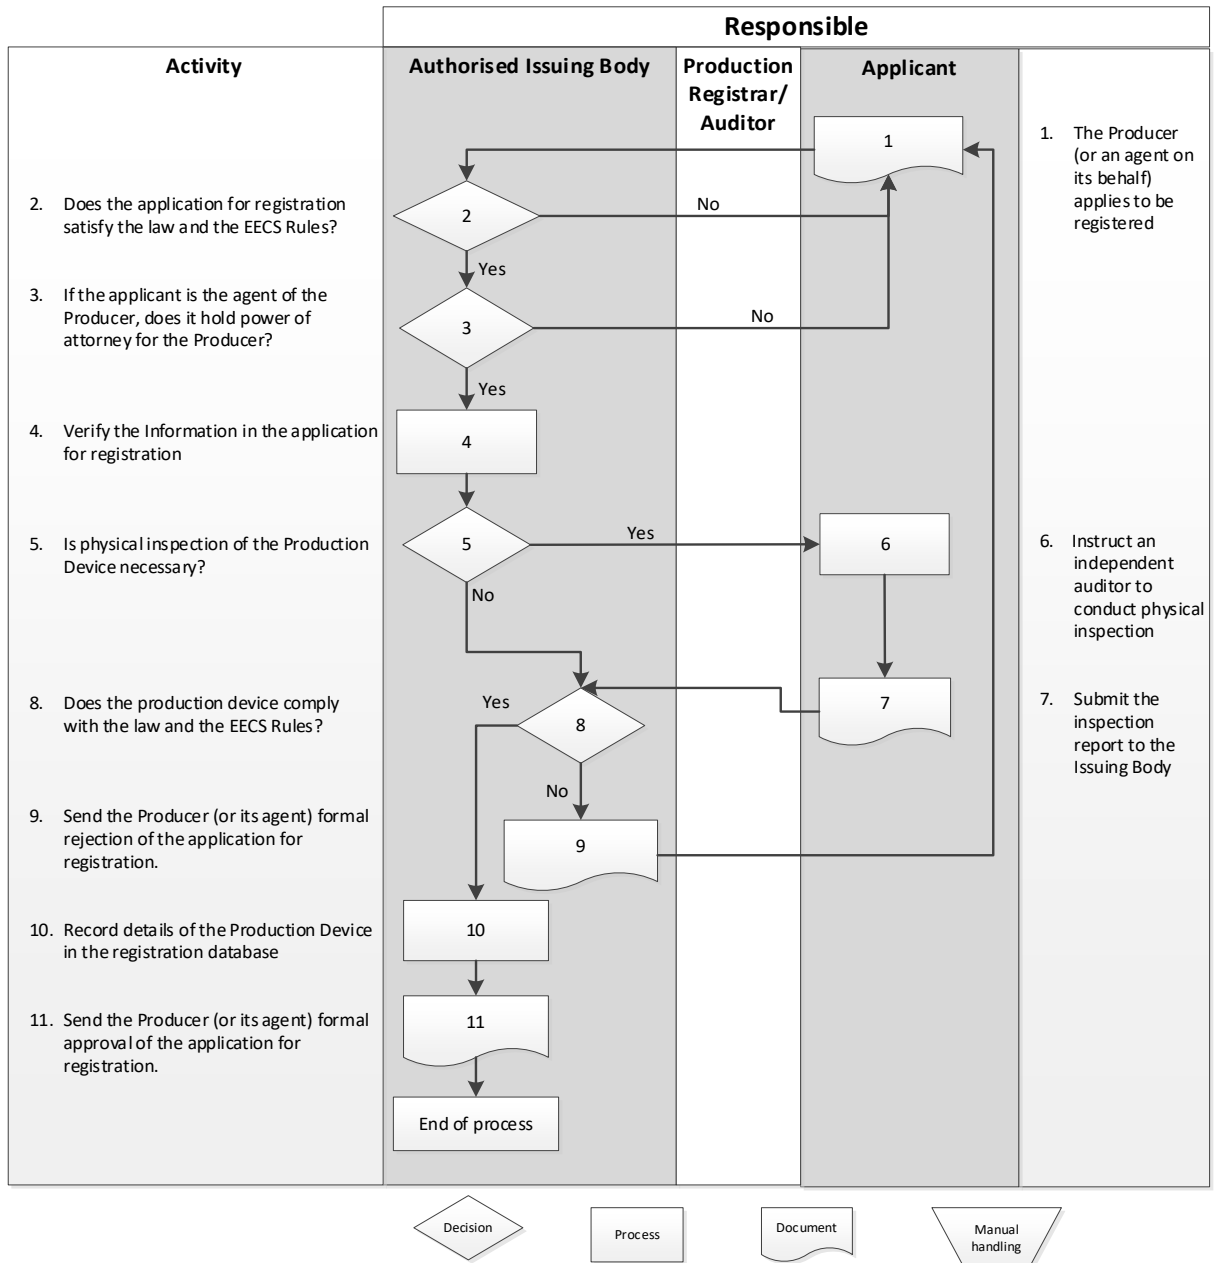 Responsible
Activity
Authorised Issuing Body
Production
Registrar/
Auditor
Applicant
1
1. The Producer
(or an agent on
its behalf)
applies to be
registered
2. Does the application for registration
satisfy the law and the EECS Rules?
2
No
Yes
3. If the applicant is the agent of the
Producer, does it hold power of
attorney for the Producer?
3
No
Yes
4. Verify the Information in the application
for registration
4
5. Is physical inspection of the Production
Device necessary?
5
Yes
No
6
6. Instruct an
independent
auditor to
conduct physical
inspection
8. Does the production device comply
with the law and the EECS Rules?
Yes
8
No
7
7. Submit the
inspection
report to the
Issuing Body
9. Send the Producer (or its agent) formal
rejection of the application for
registration.
9
10. Record details of the Production Device
in the registration database
10
11. Send the Producer (or its agent) formal
approval of the application for
registration.
11
End of process
Decision
Process
Document
Manual
handling